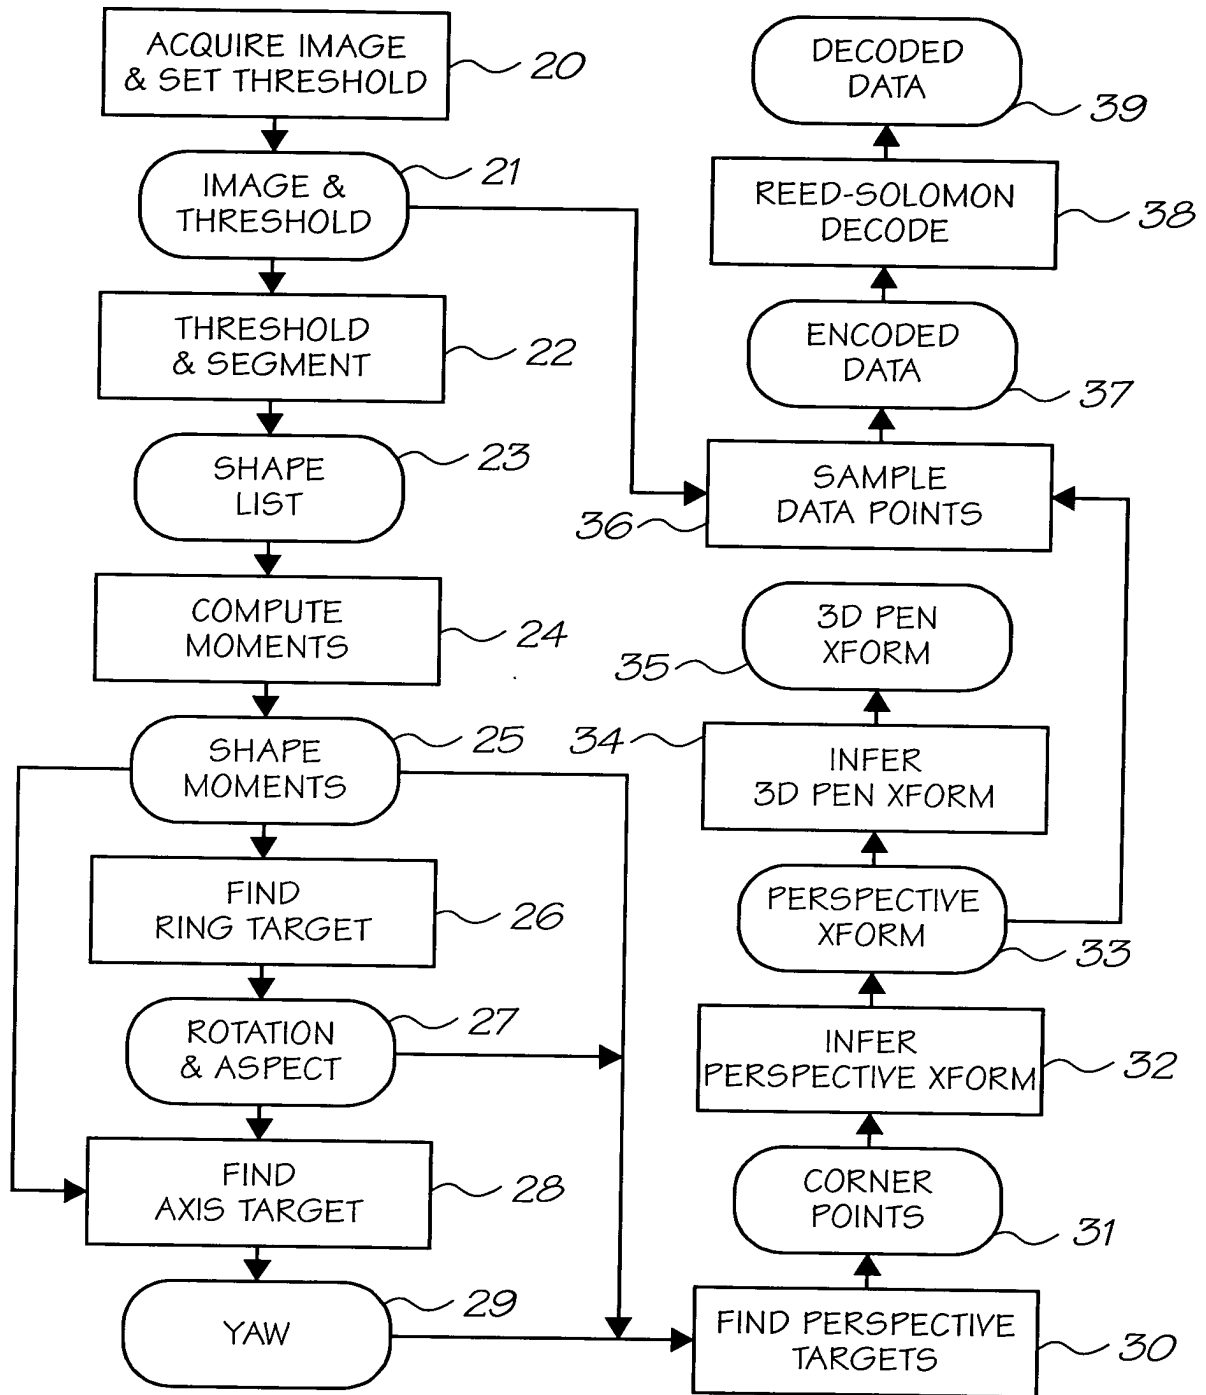 ACQUIRE IMAGE
& SET THRESHOLD
20
IMAGE &
THRESHOLD
21
THRESHOLD
& SEGMENT
22
SHAPE
LIST
23
COMPUTE
MOMENTS
24
SHAPE
MOMENTS
25
FIND
RING TARGET
26
ROTATION
& ASPECT
27
FIND
AXIS TARGET
28
YAW
29
FIND PERSPECTIVE
TARGETS
30
CORNER
POINTS
31
INFER
PERSPECTIVE XFORM
32
PERSPECTIVE
XFORM
33
INFER
3D PEN XFORM
34
3D PEN
XFORM
35
SAMPLE
DATA POINTS
36
ENCODED
DATA
37
REED-SOLOMON
DECODE
38
DECODED
DATA
39